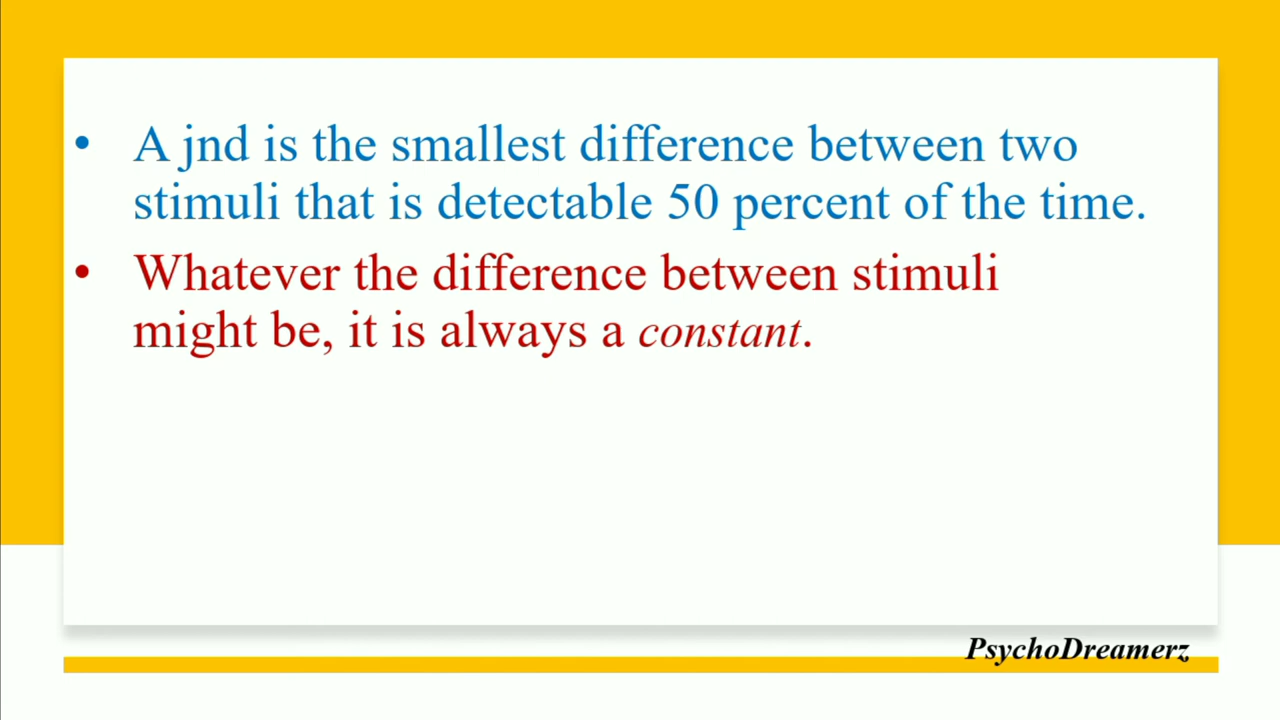 • A jnd is the smallest difference between two
stimuli that is detectable 50 percent of the time.
• Whatever the difference between stimuli
might be, it is always a constant.
PsychoDreamerz